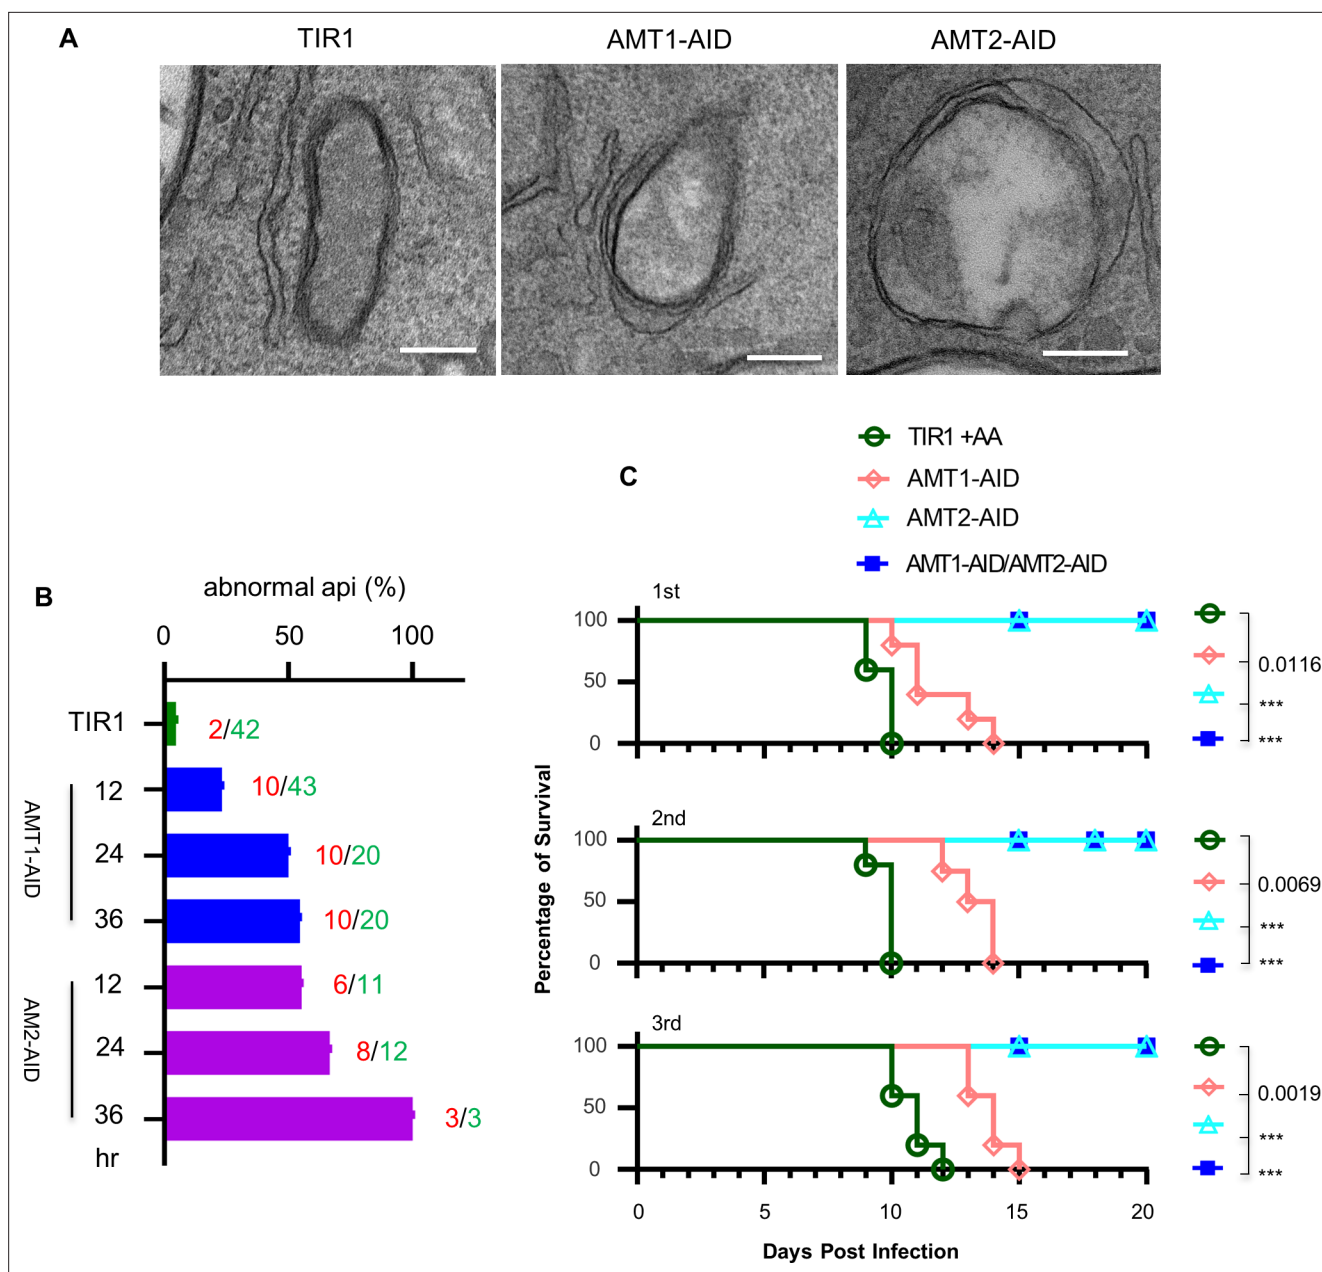 A
TIR1 AMT1-AID AMT2-AID
TIR1 +AA
C
AMT1-AID
AMT2-AID
AMT1-AID/AMT2-AID
B
abnormal api (%)
0 50 100
TIR1 2/42
AMT1-AID
12 10/43
24 10/20
36 10/20
AM2-AID
12 6/11
24 8/12
36 3/3
hr
Percentage of Survival
1st
100
50
0
0.0116
***
***
2nd
100
50
0
0.0069
***
***
3rd
100
50
0
0.0019
***
***
0 5 10 15 20
Days Post Infection